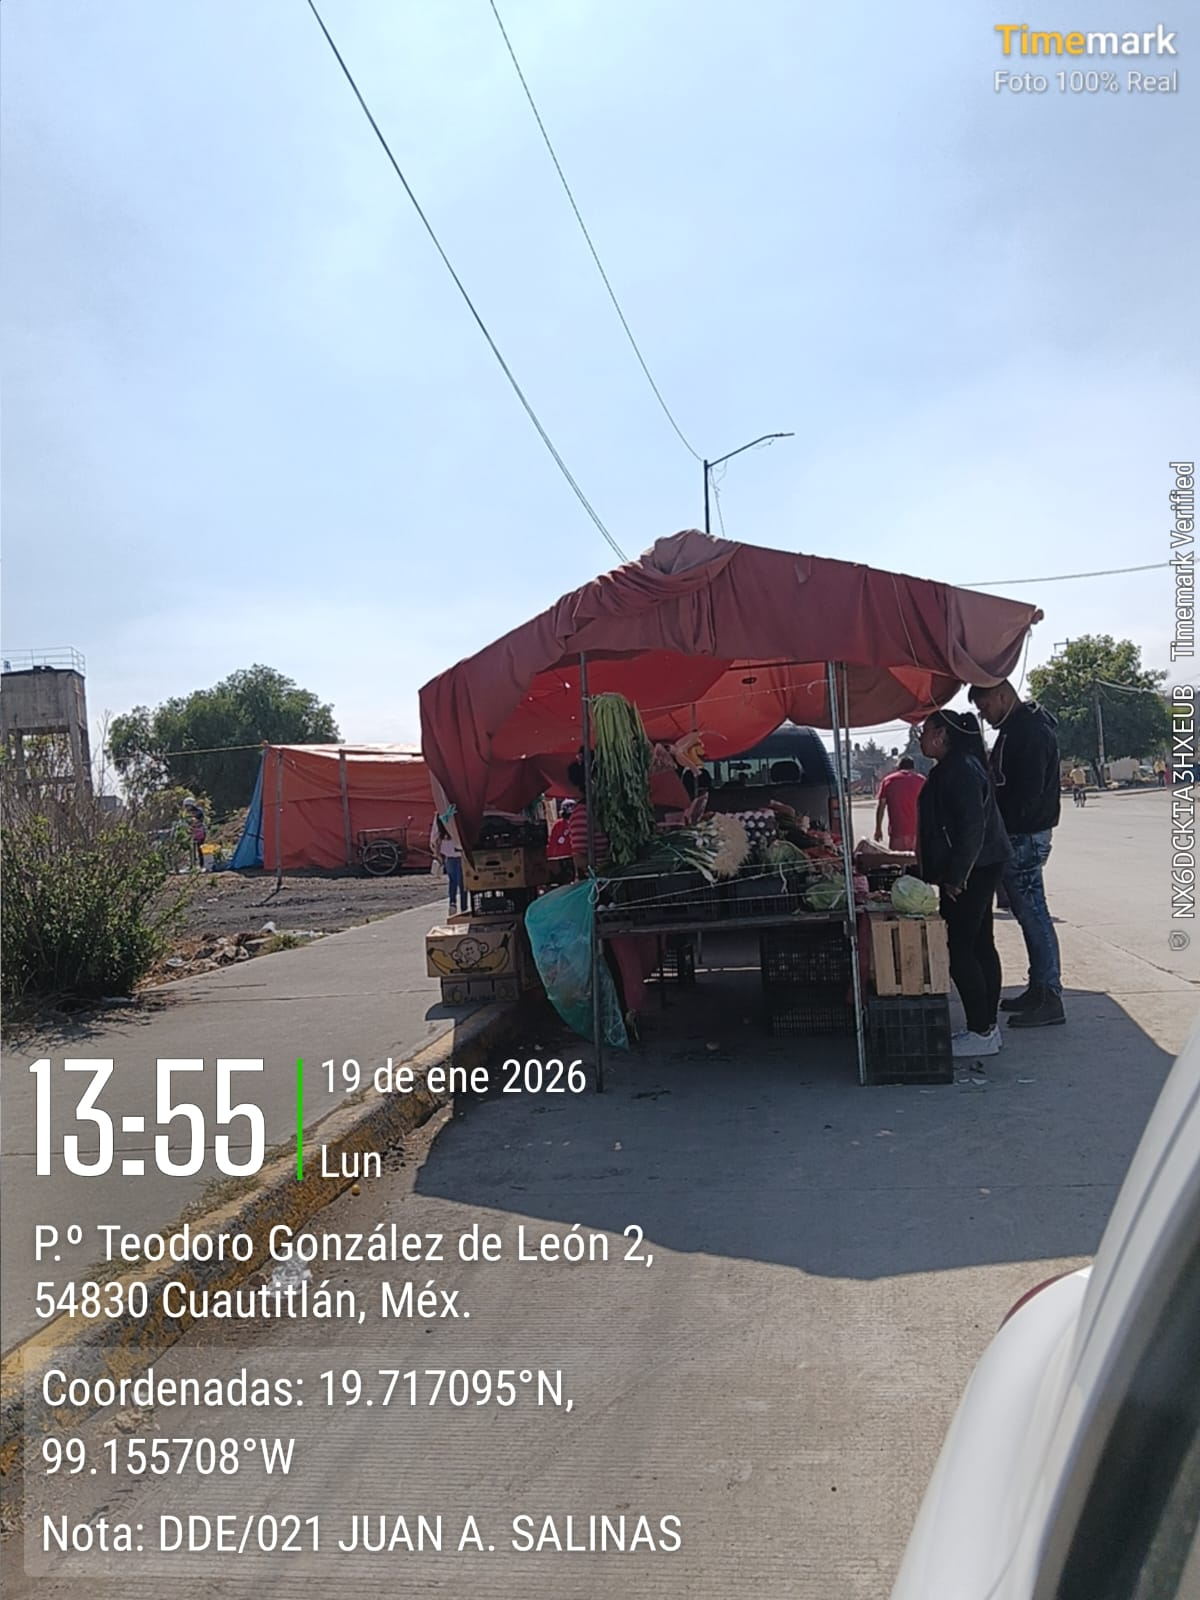 Timemark
Foto 100% Real
NX6DCK1A3HXEUB Timemark Verified
13:55
19 de ene 2026
Lun
P.º Teodoro González de León 2,
54830 Cuautitlán, Méx.
Coordenadas: 19.717095°N,
99.155708°W
Nota: DDE/021 JUAN A. SALINAS